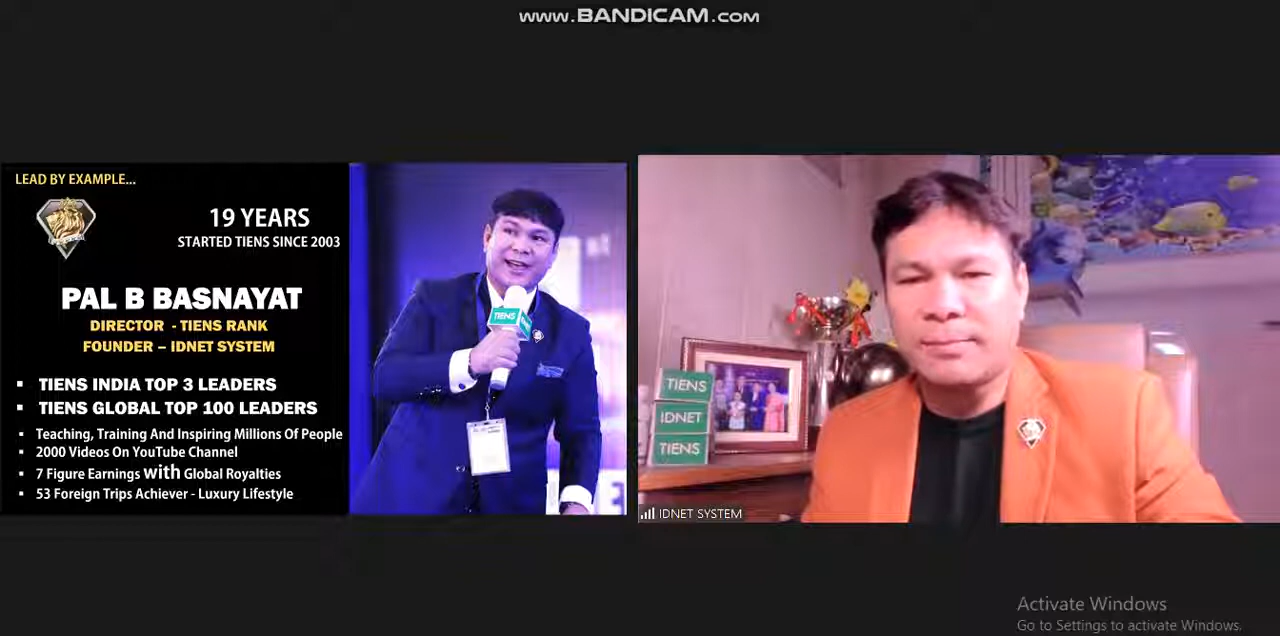 www.BANDICAM.com
LEAD BY EXAMPLE...
19 YEARS
STARTED TIENS SINCE 2003
PAL B BASNAYAT
DIRECTOR - TIENS RANK
FOUNDER – IDNET SYSTEM
▪ TIENS INDIA TOP 3 LEADERS
▪ TIENS GLOBAL TOP 100 LEADERS
▪ Teaching, Training And Inspiring Millions Of People
▪ 2000 Videos On YouTube Channel
▪ 7 Figure Earnings with Global Royalties
▪ 53 Foreign Trips Achiever - Luxury Lifestyle
TIENS
TIENS
IDNET
TIENS
IDNET SYSTEM
Activate Windows
Go to Settings to activate Windows.